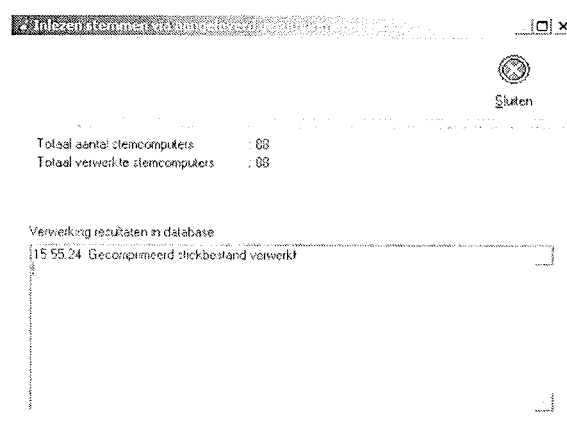 Inlezen stemmen via aangeleverd
Sluiten
Totaal aantal stemcomputers : 88
Totaal verwerkte stemcomputers : 88
Verwerking resultaten in database
15:55:24 Gecomprimeerd stickbestand verwerkt